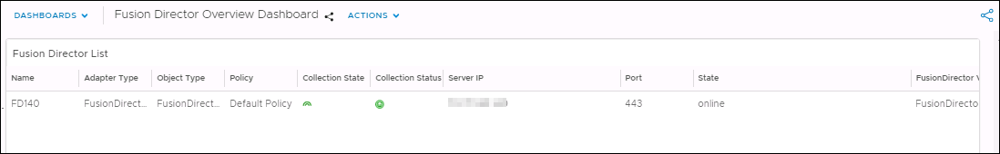 DASHBOARDS Fusion Director Overview Dashboard ACTIONS
Fusion Director List
Name Adapter Type Object Type Policy Collection State Collection Status Server IP Port State FusionDirector V
FD140 FusionDirect... FusionDirect... Default Policy 443 online FusionDirecto